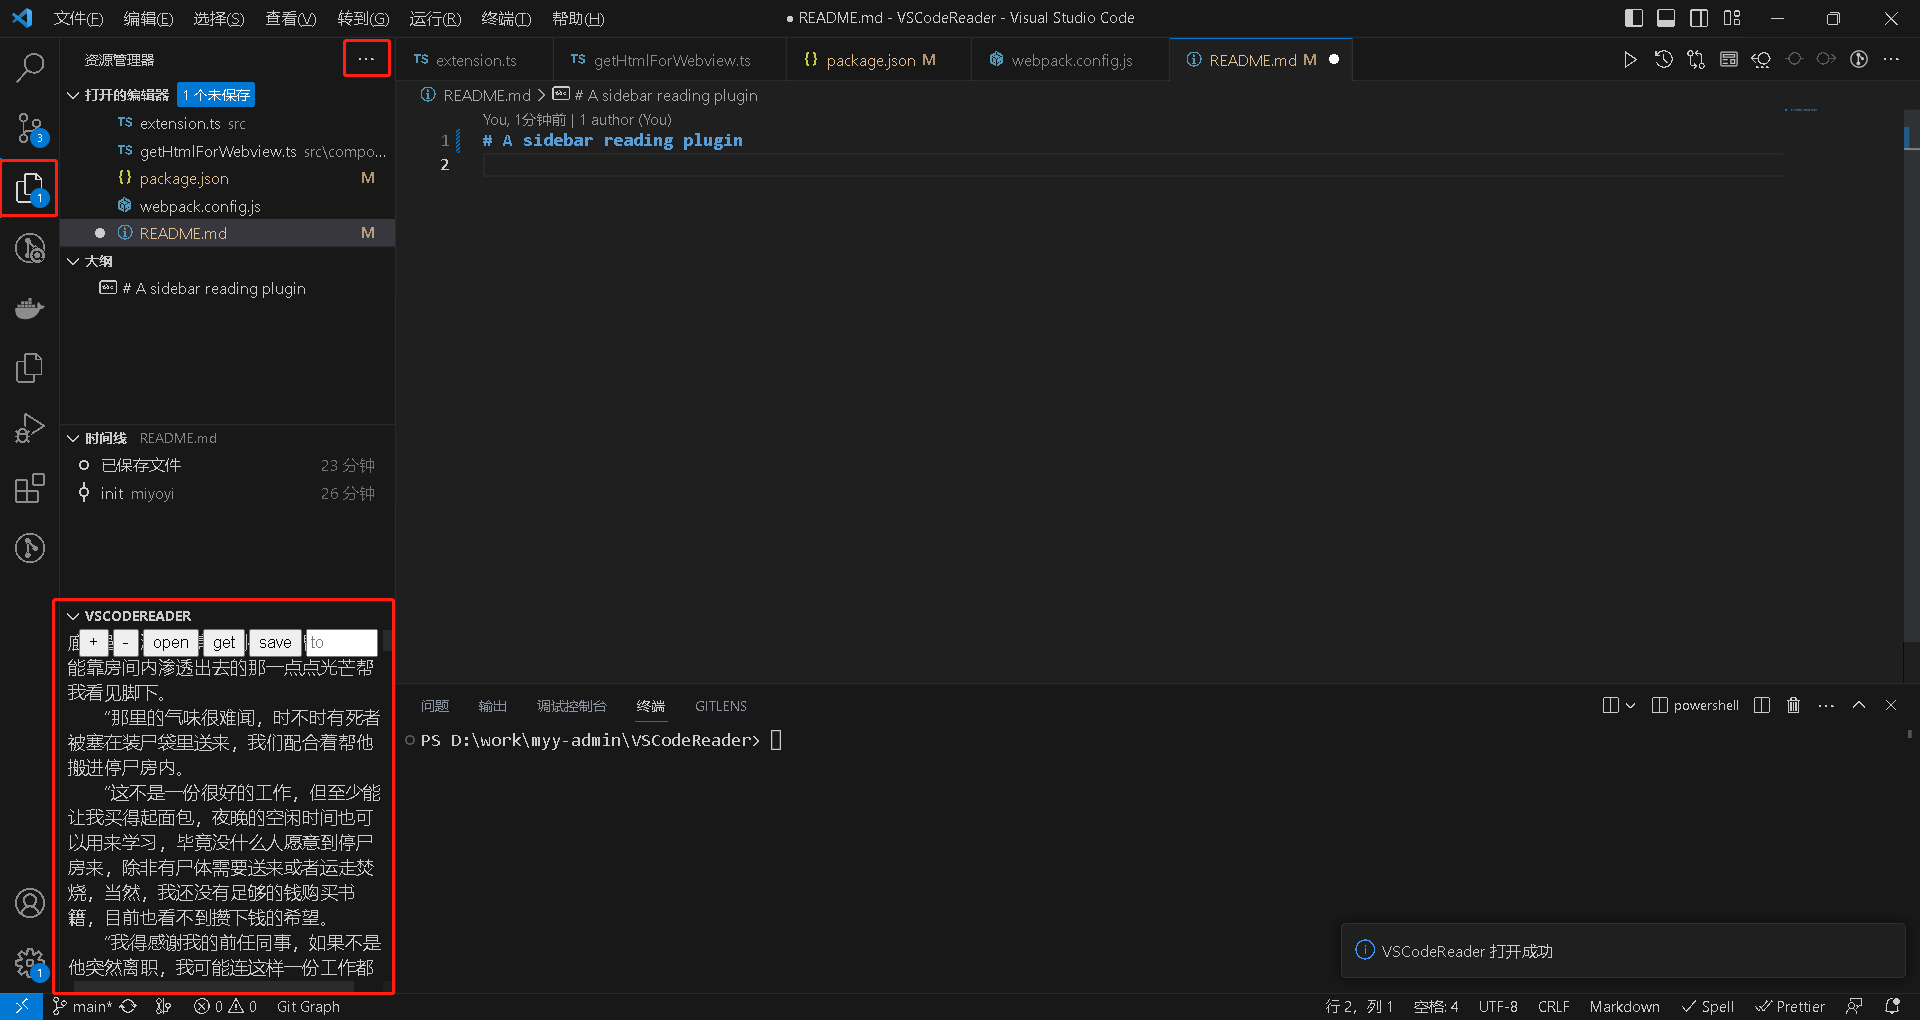 文件(F) 编辑(E) 选择(S) 查看(V) 转到(G) 运行(R) 终端(T) 帮助(H)
● README.md - VSCodeReader - Visual Studio Code
资源管理器
打开的编辑器 1 个未保存
TS extension.ts src
TS getHtmlForWebview.ts src\compo...
{} package.json M
webpack.config.js
● README.md M
大纲
# A sidebar reading plugin
时间线 README.md
已保存文件 23 分钟
init miyoyi 26 分钟
3
1
1
VSCODEREADER
+ - open get save to
能靠房间内渗透出去的那一点点光芒帮
我看见脚下。
“那里的气味很难闻，时不时有死者
被塞在装尸袋里送来，我们配合着帮他
搬进停尸房内。
“这不是一份很好的工作，但至少能
让我买得起面包，夜晚的空闲时间也可
以用来学习，毕竟没什么人愿意到停尸
房来，除非有尸体需要送来或者运走焚
烧，当然，我还没有足够的钱购买书
籍，目前也看不到攒下钱的希望。
“我得感谢我的前任同事，如果不是
他突然离职，我可能连这样一份工作都
TS extension.ts
TS getHtmlForWebview.ts
{} package.json M
webpack.config.js
README.md M ●
README.md > # A sidebar reading plugin
You, 1分钟前 | 1 author (You)
1 # A sidebar reading plugin
2
问题 输出 调试控制台 终端 GITLENS
powershell
PS D:\work\myy-admin\VSCodeReader>
VSCodeReader 打开成功
main* 0 0 Git Graph
行 2，列 1 空格: 4 UTF-8 CRLF Markdown Spell Prettier